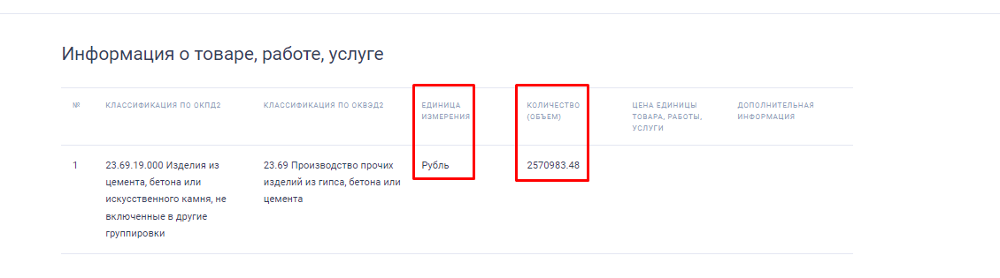 Информация о товаре, работе, услуге
№
КЛАССИФИКАЦИЯ ПО ОКПД2
КЛАССИФИКАЦИЯ ПО ОКВЭД2
ЕДИНИЦА
ИЗМЕРЕНИЯ
КОЛИЧЕСТВО
(ОБЪЕМ)
ЦЕНА ЕДИНИЦЫ
ТОВАРА, РАБОТЫ,
УСЛУГИ
ДОПОЛНИТЕЛЬНАЯ
ИНФОРМАЦИЯ
1
23.69.19.000 Изделия из
цемента, бетона или
искусственного камня, не
включенные в другие
группировки
23.69 Производство прочих
изделий из гипса, бетона или
цемента
Рубль
2570983.48